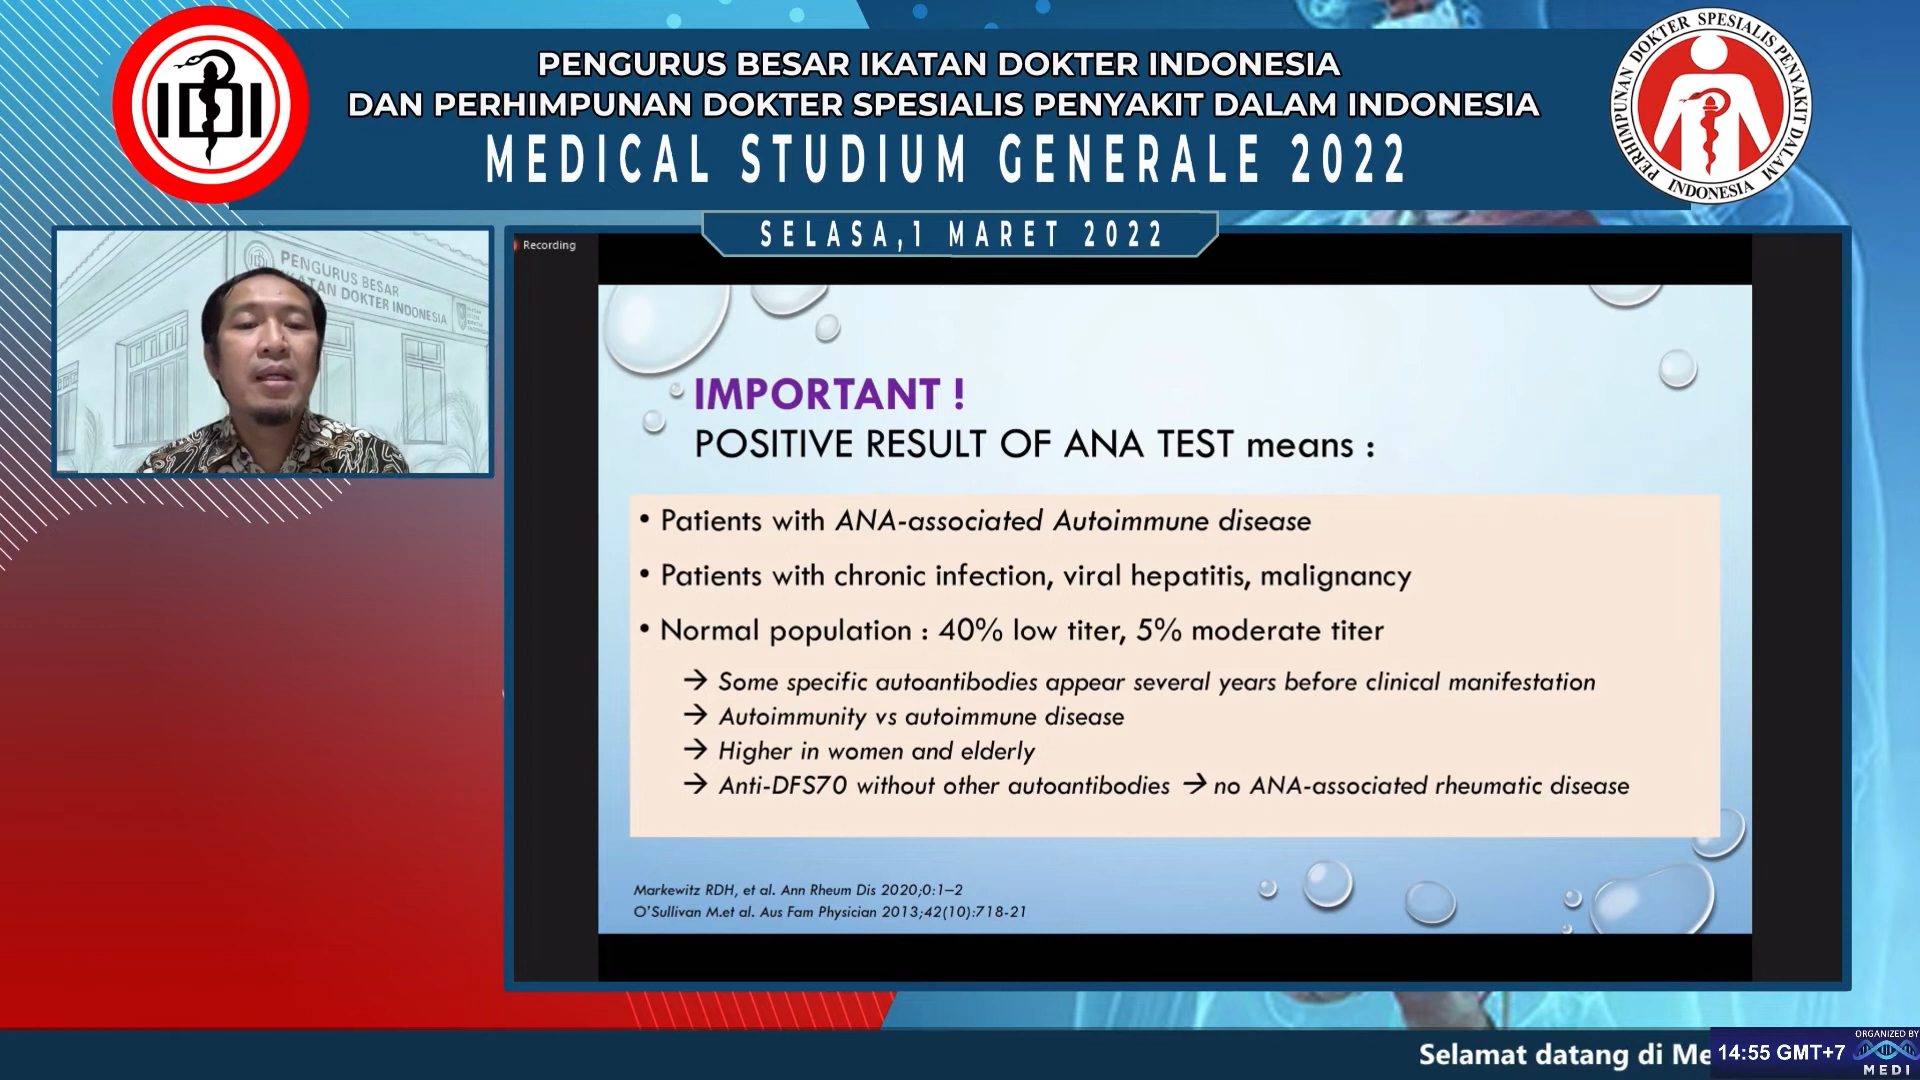 PENGURUS BESAR IKATAN DOKTER INDONESIA
DAN PERHIMPUNAN DOKTER SPESIALIS PENYAKIT DALAM INDONESIA
MEDICAL STUDIUM GENERALE 2022
SELASA,1 MARET 2022
IDI
PERHIMPUNAN DOKTER SPESIALIS PENYAKIT DALAM
INDONESIA
PENGURUS BESAR
IKATAN DOKTER INDONESIA
Recording
IMPORTANT !
POSITIVE RESULT OF ANA TEST means :
• Patients with ANA-associated Autoimmune disease
• Patients with chronic infection, viral hepatitis, malignancy
• Normal population : 40% low titer, 5% moderate titer
→ Some specific autoantibodies appear several years before clinical manifestation
→ Autoimmunity vs autoimmune disease
→ Higher in women and elderly
→ Anti-DFS70 without other autoantibodies → no ANA-associated rheumatic disease
Markewitz RDH, et al. Ann Rheum Dis 2020;0:1–2
O'Sullivan M.et al. Aus Fam Physician 2013;42(10):718-21
Selamat datang di Me
14:55 GMT+7
ORGANIZED BY
MEDI